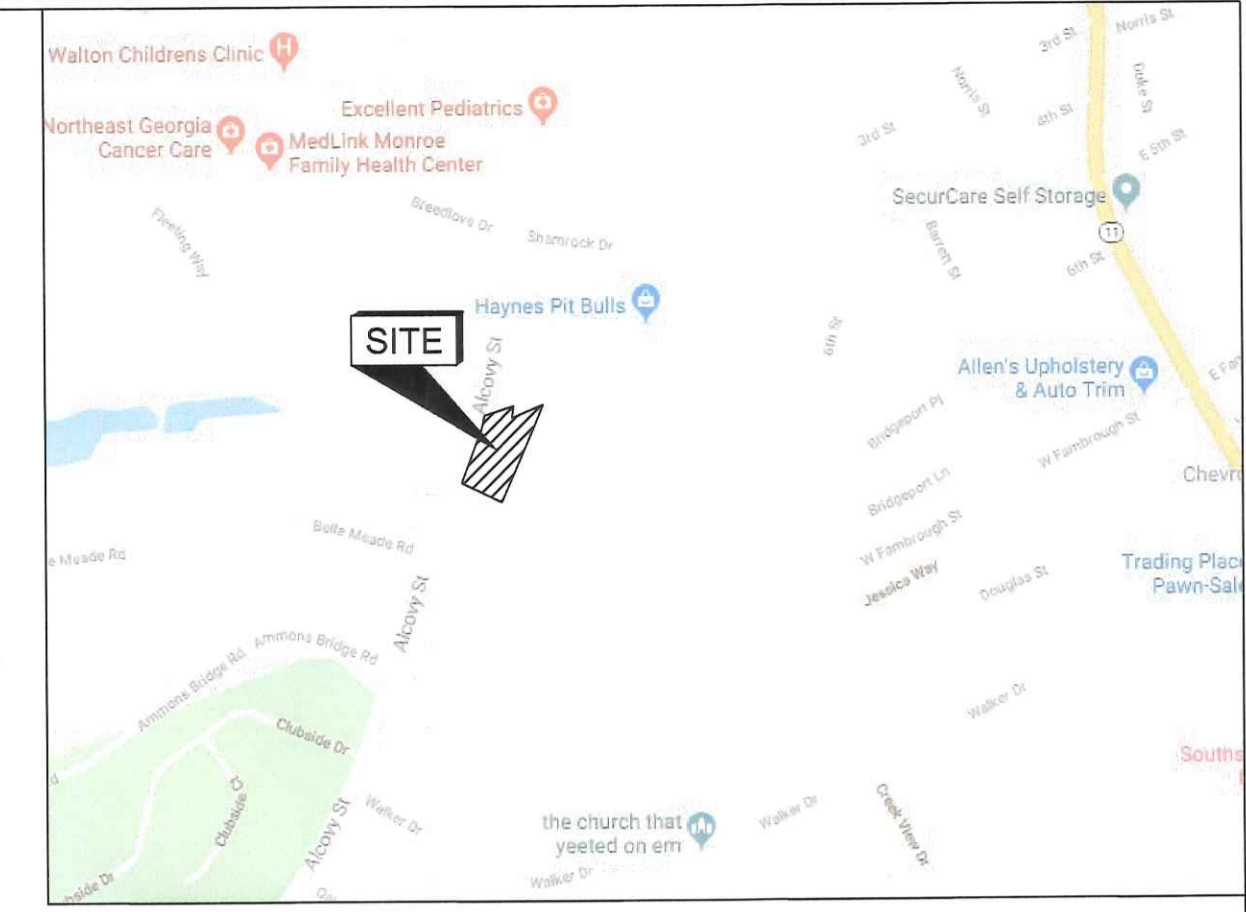 3rd St
Norris St
Walton Childrens Clinic
H
Norris St
Duke St
Excellent Pediatrics
4th St
Northeast Georgia
Cancer Care
MedLink Monroe
Family Health Center
3rd St
E 5th St
SecurCare Self Storage
Breedlove Dr
Shamrock Dr
Fleeting Way
Barrett St
11
6th St
Haynes Pit Bulls
SITE
Alcovy St
6th St
Allen's Upholstery
& Auto Trim
Bridgeport Pl
W Fambrough St
Bridgeport Ln
Belle Meade Rd
e Meade Rd
W Fambrough St
Jessica Way
Douglas St
Trading Plac
Pawn-Sal
Alcovy St
Ammons Bridge Rd
Ammons Bridge Rd
Walker Dr
Clubside Dr
Souths
Clubside
Alcovy St
Walker Dr
the church that
yeeted on em
Walker Dr
Creek View Dr
Walker Dr